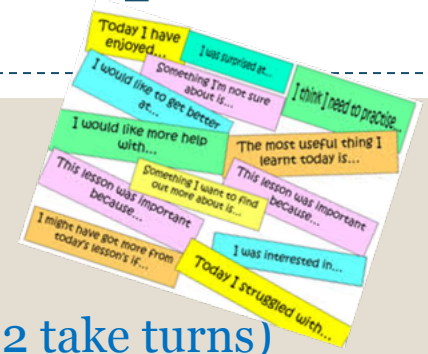 Today I have
enjoyed...
I was surprised at...
Something I'm not sure
about is...
I would like to get better
at...
I think I need to practise...
I would like more help
with...
The most useful thing I
learnt today is...
This lesson was important
because...
Something I want to find
out more about is...
This lesson was important
because...
I might have got more from
today's lesson's if...
I was interested in...
Today I struggled with...
2 take turns)